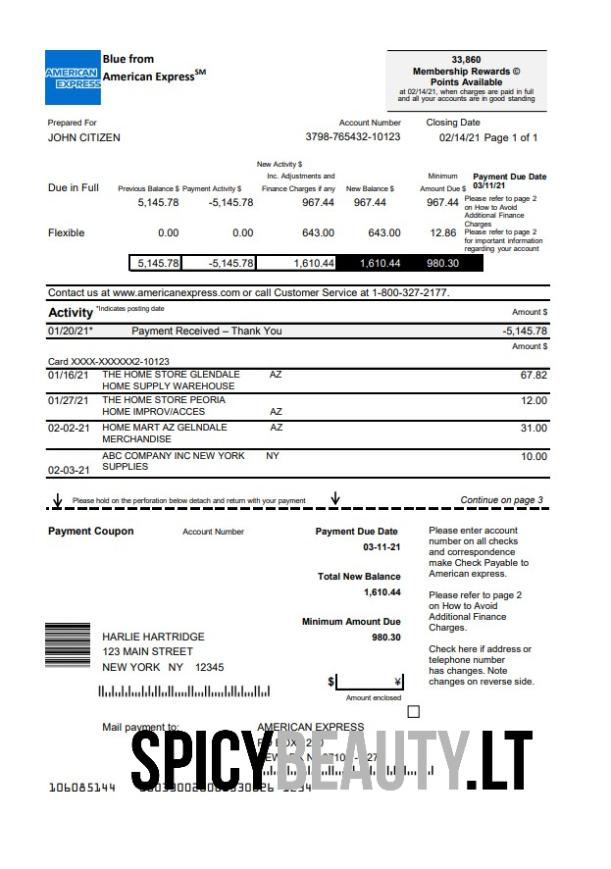 AMERICAN
EXPRESS
Blue from
American Express℠
33,860
Membership Rewards ©
Points Available
at 02/14/21, when charges are paid in full
and all your accounts are in good standing
Prepared For
Account Number
Closing Date
JOHN CITIZEN
3798-765432-10123
02/14/21 Page 1 of 1
New Activity $
Inc. Adjustments and
Minimum
Payment Due Date
03/11/21
Due in Full
Previous Balance $ Payment Activity $
Finance Charges if any
New Balance $
Amount Due $
5,145.78 -5,145.78 967.44 967.44 967.44
Please refer to page 2
on How to Avoid
Additional Finance
Charges
Flexible 0.00 0.00 643.00 643.00 12.86
Please refer to page 2
for important information
regarding your account
5,145.78 -5,145.78 1,610.44 1,610.44 980.30
Contact us at www.americanexpress.com or call Customer Service at 1-800-327-2177.
Activity *Indicates posting date Amount $
01/20/21* Payment Received – Thank You -5,145.78
Amount $
Card XXXX-XXXXXX2-10123
01/16/21 THE HOME STORE GLENDALE AZ 67.82
HOME SUPPLY WAREHOUSE
01/27/21 THE HOME STORE PEORIA 12.00
HOME IMPROV/ACCES AZ
02-02-21 HOME MART AZ GELNDALE AZ 31.00
MERCHANDISE
ABC COMPANY INC NEW YORK NY 10.00
02-03-21 SUPPLIES
Please hold on the perforation below detach and return with your payment
Continue on page 3
Payment Coupon
Account Number
Payment Due Date
03-11-21
Total New Balance
1,610.44
Minimum Amount Due
980.30
Please enter account
number on all checks
and correspondence
make Check Payable to
American express.
Please refer to page 2
on How to Avoid
Additional Finance
Charges.
Check here if address or
telephone number
has changes. Note
changes on reverse side.
HARLIE HARTRIDGE
123 MAIN STREET
NEW YORK NY 12345
$ ¥
Amount enclosed
Mail payment to:
AMERICAN EXPRESS
SPICYBEAUTY.LT
106085144